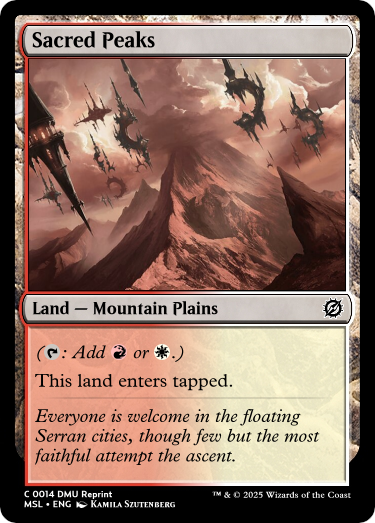 Sacred Peaks
Land — Mountain Plains
(: Add or .)
This land enters tapped.
Everyone is welcome in the floating
Serran cities, though few but the most
faithful attempt the ascent.
C 0014 DMU Reprint
MSL • ENG Kamila Szutenberg
™ & © 2025 Wizards of the Coast